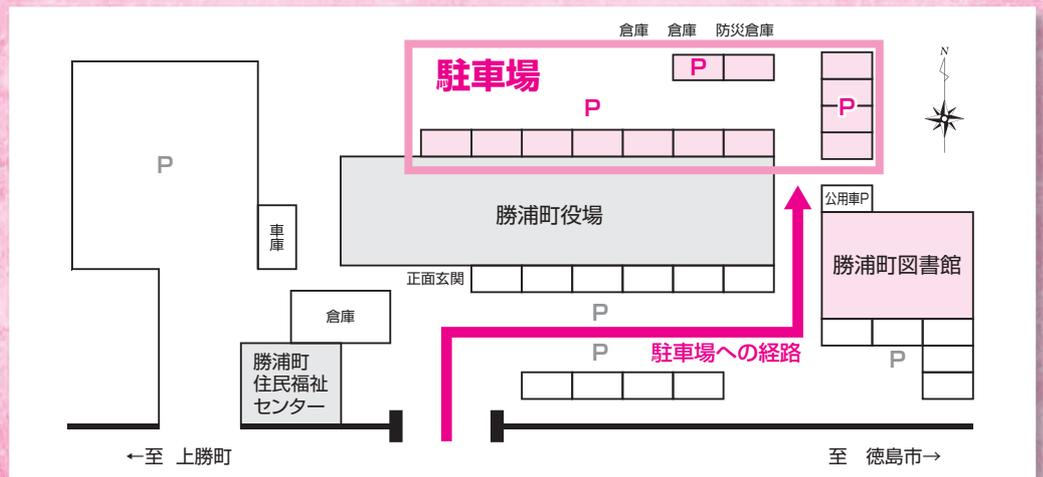 倉庫 倉庫 防災倉庫
N
駐車場
P
P
P
P
公用車P
車庫
勝浦町役場
勝浦町図書館
正面玄関
倉庫
P
P
駐車場への経路
P
勝浦町
住民福祉
センター
←至 上勝町
至 徳島市→